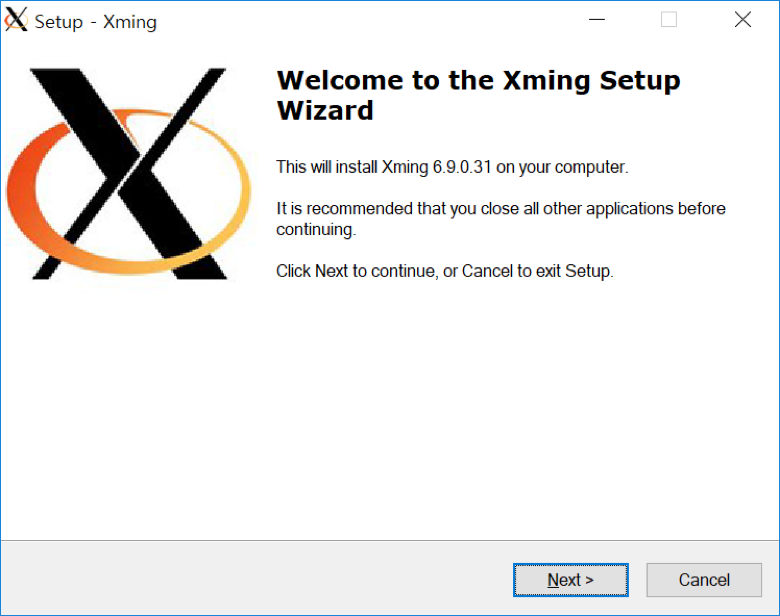 Setup - Xming
Welcome to the Xming Setup
Wizard
This will install Xming 6.9.0.31 on your computer.
It is recommended that you close all other applications before
continuing.
Click Next to continue, or Cancel to exit Setup.
Next >
Cancel